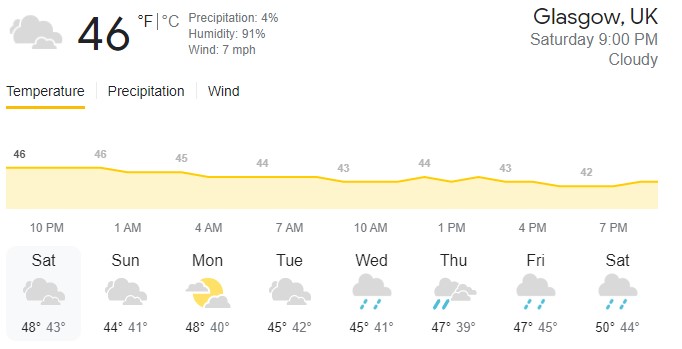 46 °F | °C
Precipitation: 4%
Humidity: 91%
Wind: 7 mph
Glasgow, UK
Saturday 9:00 PM
Cloudy
Temperature | Precipitation | Wind
46 46 45 44 43 44 43 42
10 PM 1 AM 4 AM 7 AM 10 AM 1 PM 4 PM 7 PM
Sat Sun Mon Tue Wed Thu Fri Sat
48° 43° 44° 41° 48° 40° 45° 42° 45° 41° 47° 39° 47° 45° 50° 44°